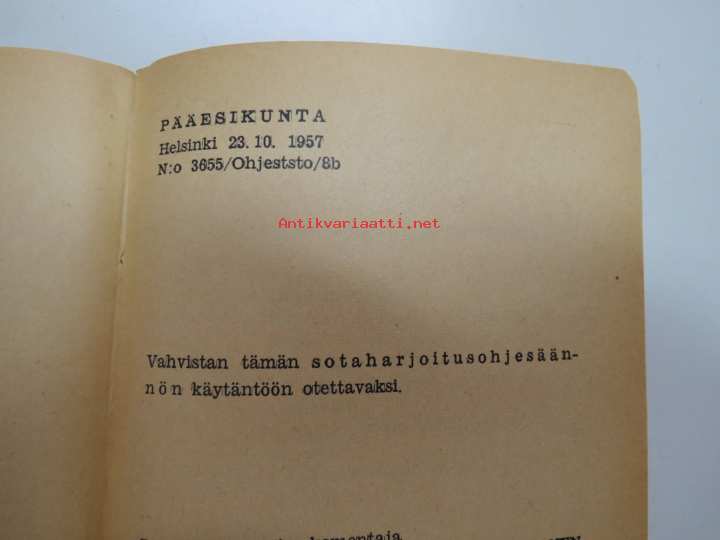 PÄÄESIKUNTA
Helsinki 23.10. 1957
N:o 3655/Ohjeststo/8b
Antikvariaatti.net
Vahvistan tämän sotaharjoitusohjesään-
nön käytäntöön otettavaksi.